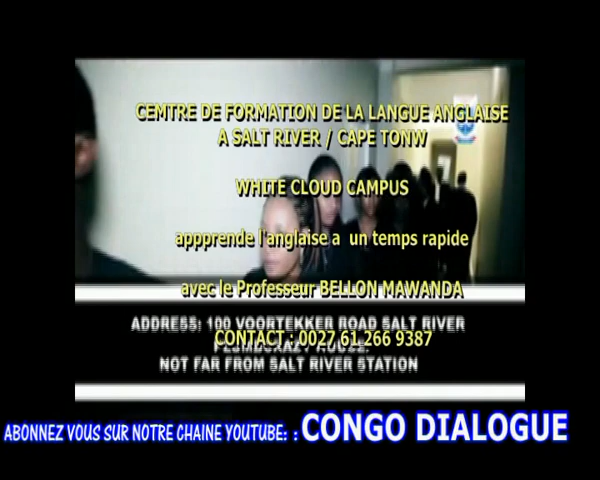 CEMTRE DE FORMATION DE LA LANGUE ANGLAISE
A SALT RIVER / CAPE TONW
WHITE CLOUD CAMPUS
appprende l'anglaise a un temps rapide
avec le Professeur BELLON MAWANDA
ADDRESS: 100 VOORTEKKER ROAD SALT RIVER
CONTACT : 0027 61 266 9387
HOUSE.
NOT FAR FROM SALT RIVER STATION
ABONNEZ VOUS SUR NOTRE CHAINE YOUTUBE: : CONGO DIALOGUE